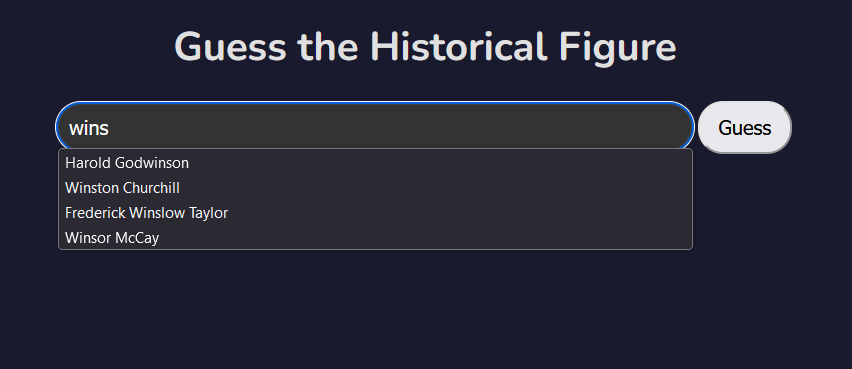 Guess the Historical Figure
wins
Guess
Harold Godwinson
Winston Churchill
Frederick Winslow Taylor
Winsor McCay